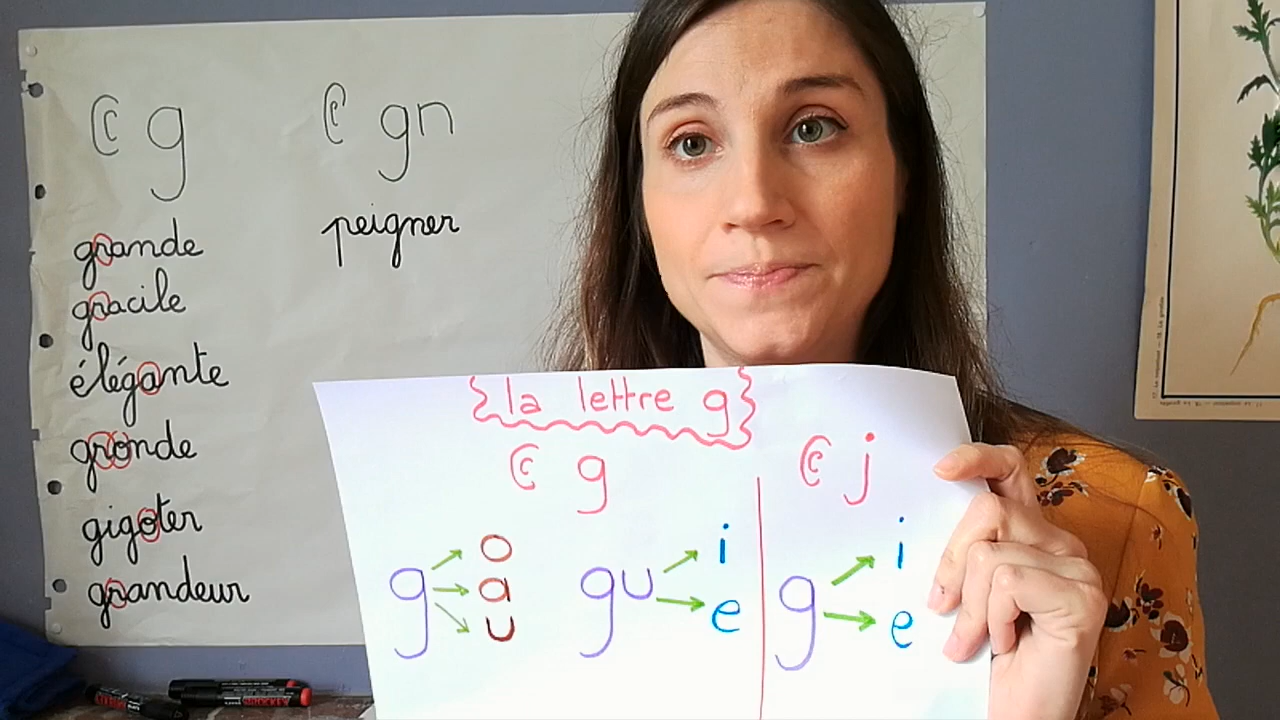 g
gn
grande
peigner
gracile
élégante
gronde
gigoter
grandeur
la lettre g
g
j
g o a u
gu i e
g i e